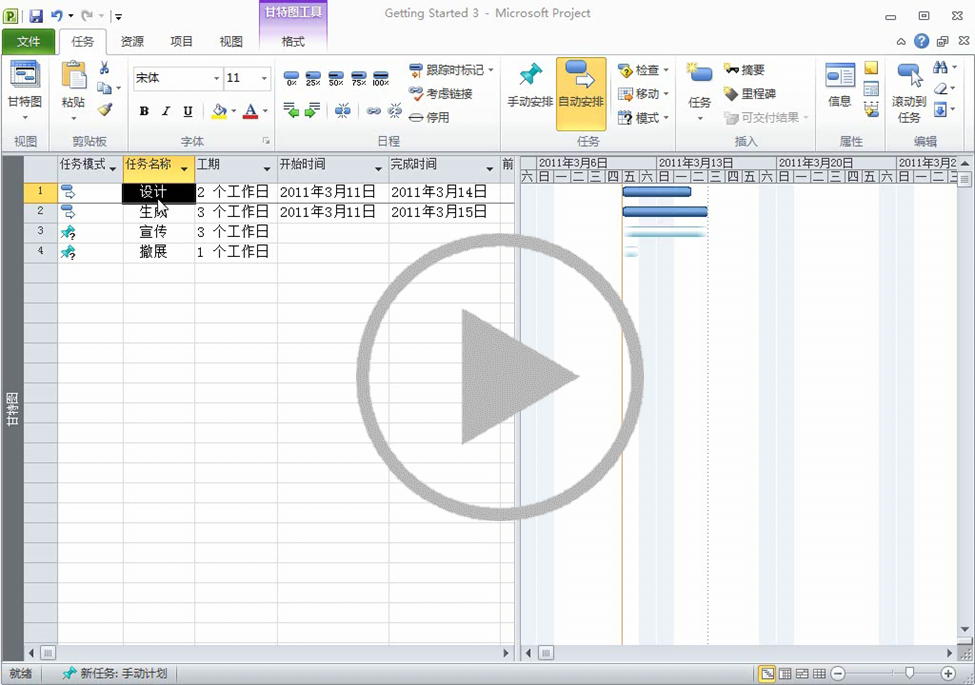 甘特图工具
Getting Started 3 - Microsoft Project
文件 任务 资源 项目 视图 格式
甘特图
粘贴
宋体 11
B I U A
0% 25% 50% 75% 100%
跟踪时标记
考虑链接
停用
手动安排
自动安排
检查
移动
模式
任务
摘要
里程碑
可交付结果
信息
滚动到任务
视图 剪贴板 字体 日程 任务 插入 属性 编辑
任务模式 任务名称 工期 开始时间 完成时间 前
2011年3月6日 2011年3月13日 2011年3月20日 2011年3月2
六 日 一 二 三 四 五 六 日 一 二 三 四 五 六 日 一 二 三 四 五 六 日 一 二 三
1 设计 2 个工作日 2011年3月11日 2011年3月14日
2 生成 3 个工作日 2011年3月11日 2011年3月15日
3 宣传 3 个工作日
4 撤展 1 个工作日
甘特图
就绪 新任务: 手动计划